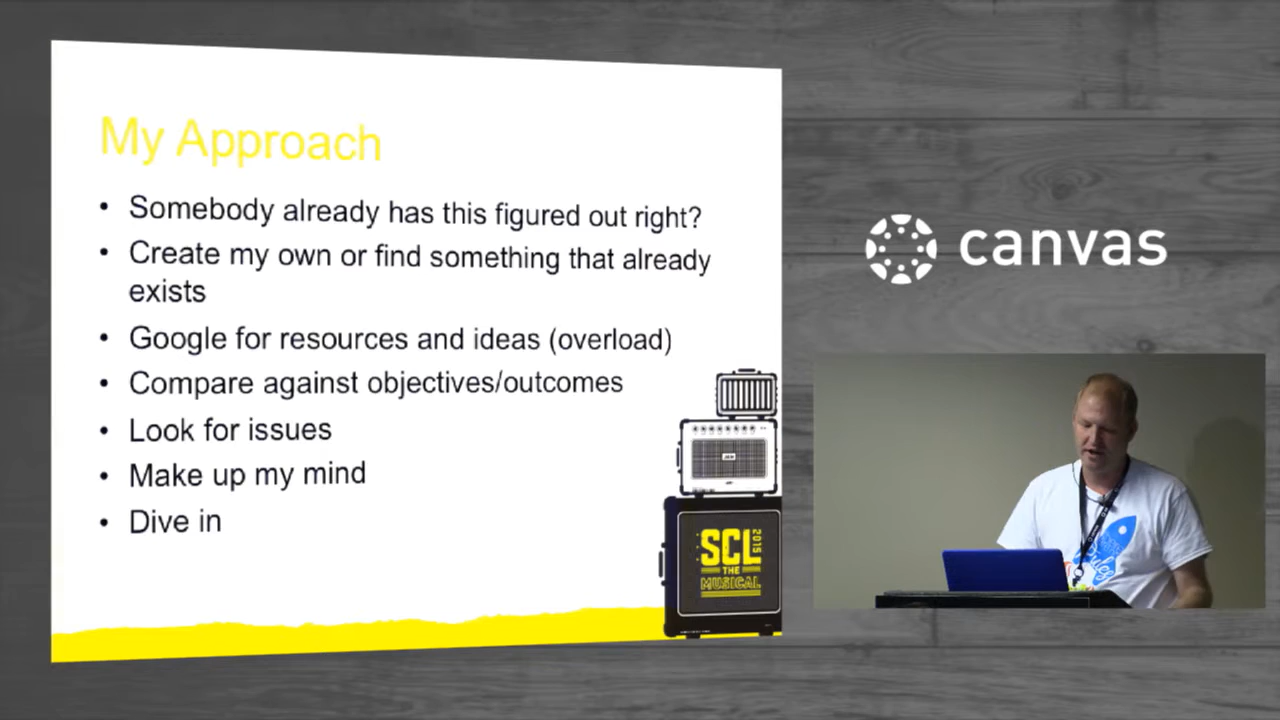 My Approach
• Somebody already has this figured out right?
• Create my own or find something that already
exists
• Google for resources and ideas (overload)
• Compare against objectives/outcomes
• Look for issues
• Make up my mind
• Dive in
SCL
2015
THE
MUSICAL
canvas
Rules